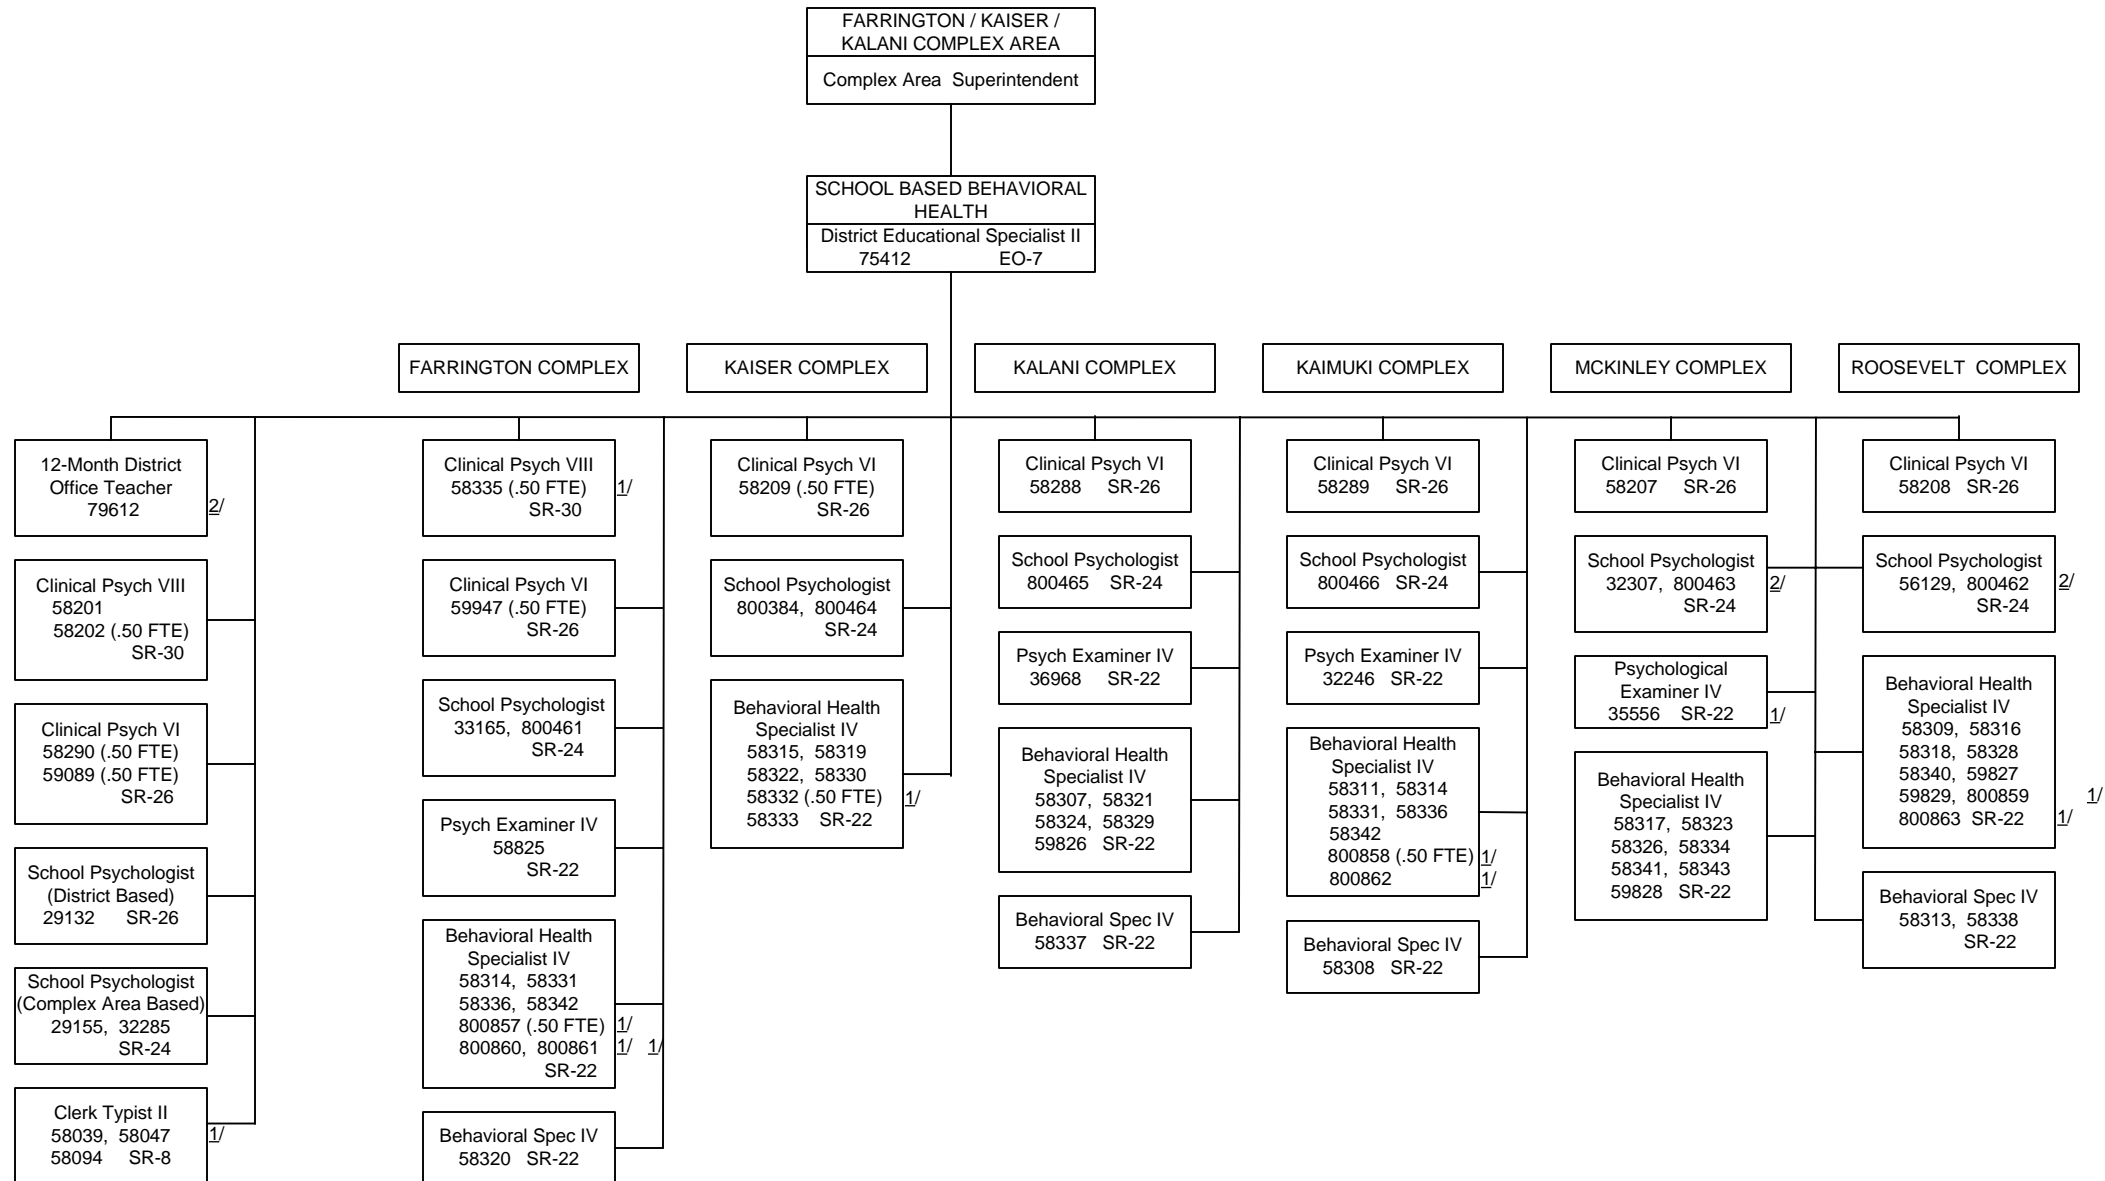 FARRINGTON / KAISER /
KALANI COMPLEX AREA
Complex Area Superintendent
SCHOOL BASED BEHAVIORAL
HEALTH
District Educational Specialist II
75412 EO-7
FARRINGTON COMPLEX
KAISER COMPLEX
KALANI COMPLEX
KAIMUKI COMPLEX
MCKINLEY COMPLEX
ROOSEVELT COMPLEX
12-Month District
Office Teacher
79612
2/
Clinical Psych VIII
58201
58202 (.50 FTE)
SR-30
Clinical Psych VI
58290 (.50 FTE)
59089 (.50 FTE)
SR-26
School Psychologist
(District Based)
29132 SR-26
School Psychologist
(Complex Area Based)
29155, 32285
SR-24
Clerk Typist II
58039, 58047
1/
58094 SR-8
Clinical Psych VIII
58335 (.50 FTE)
1/
SR-30
Clinical Psych VI
59947 (.50 FTE)
SR-26
School Psychologist
33165, 800461
SR-24
Psych Examiner IV
58825
SR-22
Behavioral Health
Specialist IV
58314, 58331
58336, 58342
800857 (.50 FTE) 1/
800860, 800861 1/ 1/
SR-22
Behavioral Spec IV
58320 SR-22
Clinical Psych VI
58209 (.50 FTE)
SR-26
School Psychologist
800384, 800464
SR-24
Behavioral Health
Specialist IV
58315, 58319
58322, 58330
58332 (.50 FTE) 1/
58333 SR-22
Clinical Psych VI
58288 SR-26
School Psychologist
800465 SR-24
Psych Examiner IV
36968 SR-22
Behavioral Health
Specialist IV
58307, 58321
58324, 58329
59826 SR-22
Behavioral Spec IV
58337 SR-22
Clinical Psych VI
58289 SR-26
School Psychologist
800466 SR-24
Psych Examiner IV
32246 SR-22
Behavioral Health
Specialist IV
58311, 58314
58331, 58336
58342
800858 (.50 FTE) 1/
800862 1/
Behavioral Spec IV
58308 SR-22
Clinical Psych VI
58207 SR-26
School Psychologist
32307, 800463 2/
SR-24
Psychological
Examiner IV
35556 SR-22 1/
Behavioral Health
Specialist IV
58317, 58323
58326, 58334
58341, 58343
59828 SR-22
Clinical Psych VI
58208 SR-26
School Psychologist
56129, 800462 2/
SR-24
Behavioral Health
Specialist IV
58309, 58316
58318, 58328
58340, 59827
59829, 800859 1/
800863 SR-22 1/
Behavioral Spec IV
58313, 58338
SR-22